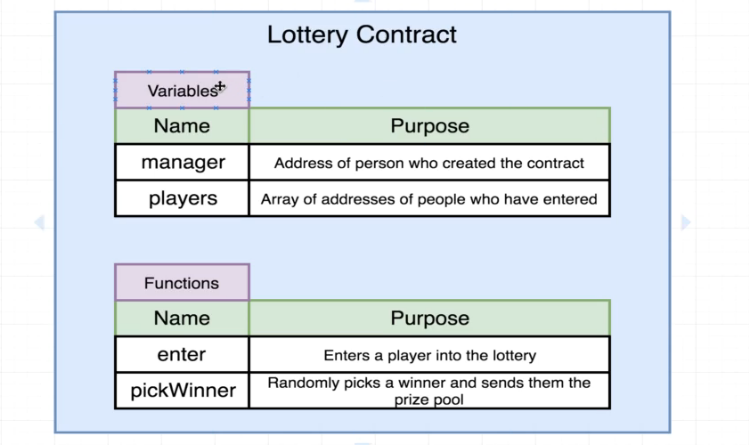 Lottery Contract
Variables
Name Purpose
manager Address of person who created the contract
players Array of addresses of people who have entered
Functions
Name Purpose
enter Enters a player into the lottery
pickWinner Randomly picks a winner and sends them the
prize pool